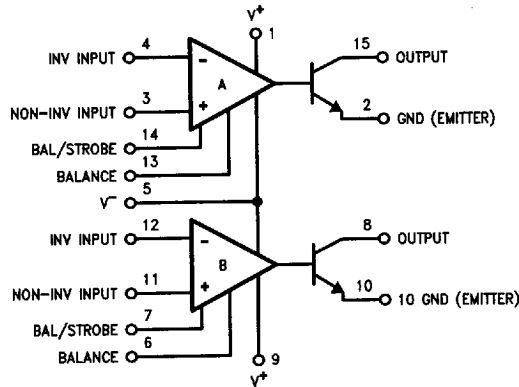 V+
1
4
INV INPUT
-
A
15
OUTPUT
3
NON-INV INPUT
+
2
GND (EMITTER)
14
BAL/STROBE
13
BALANCE
5
V-
12
INV INPUT
-
B
8
OUTPUT
11
NON-INV INPUT
+
10
10 GND (EMITTER)
7
BAL/STROBE
6
BALANCE
9
V+